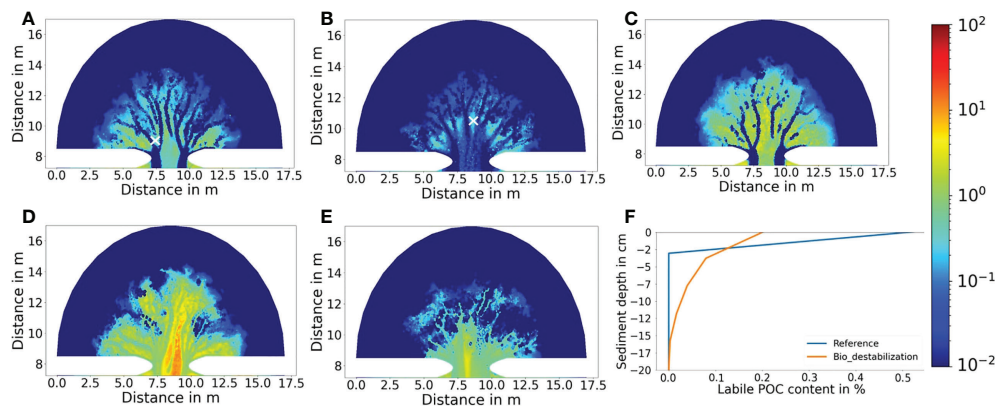 A
B
C
Distance in m
16
14
12
10
8
0.0 2.5 5.0 7.5 10.0 12.5 15.0 17.5
Distance in m
Distance in m
16
14
12
10
8
0.0 2.5 5.0 7.5 10.0 12.5 15.0 17.5
Distance in m
Distance in m
16
14
12
10
8
0.0 2.5 5.0 7.5 10.0 12.5 15.0 17.5
Distance in m
10²
10¹
10⁰
10⁻¹
10⁻²
D
E
F
Distance in m
16
14
12
10
8
0.0 2.5 5.0 7.5 10.0 12.5 15.0 17.5
Distance in m
Distance in m
16
14
12
10
8
0.0 2.5 5.0 7.5 10.0 12.5 15.0 17.5
Distance in m
Sediment depth in cm
0
−2
−5
−7
−10
−12
−14
−17
−20
Reference
Bio_destabilization
0.0 0.1 0.2 0.3 0.4 0.5
Labile POC content in %